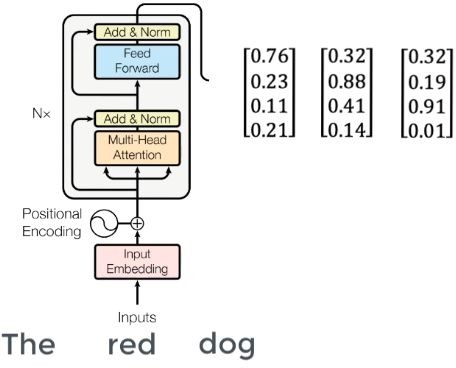 Add & Norm
Feed
Forward
Nx
Add & Norm
Multi-Head
Attention
Positional
Encoding
Input
Embedding
Inputs
The red dog
[0.76] [0.32] [0.32]
0.23 0.88 0.19
0.11 0.41 0.91
[0.21] [0.14] [0.01]